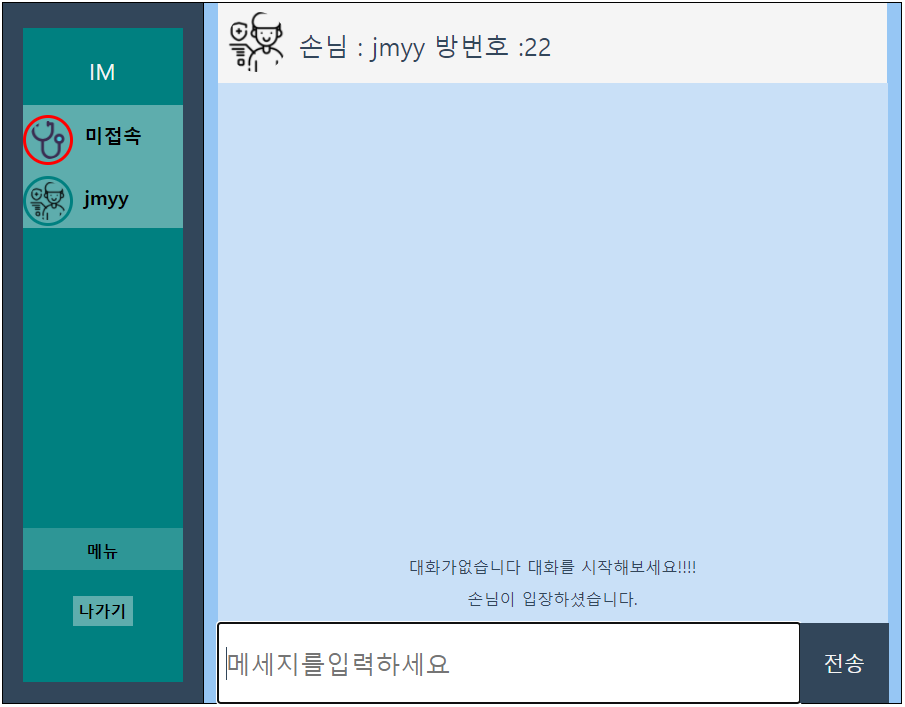 IM
미접속
jmyy
메뉴
나가기
손님 : jmyy 방번호 :22
대화가없습니다 대화를 시작해보세요!!!!
손님이 입장하셨습니다.
메세지를입력하세요
전송